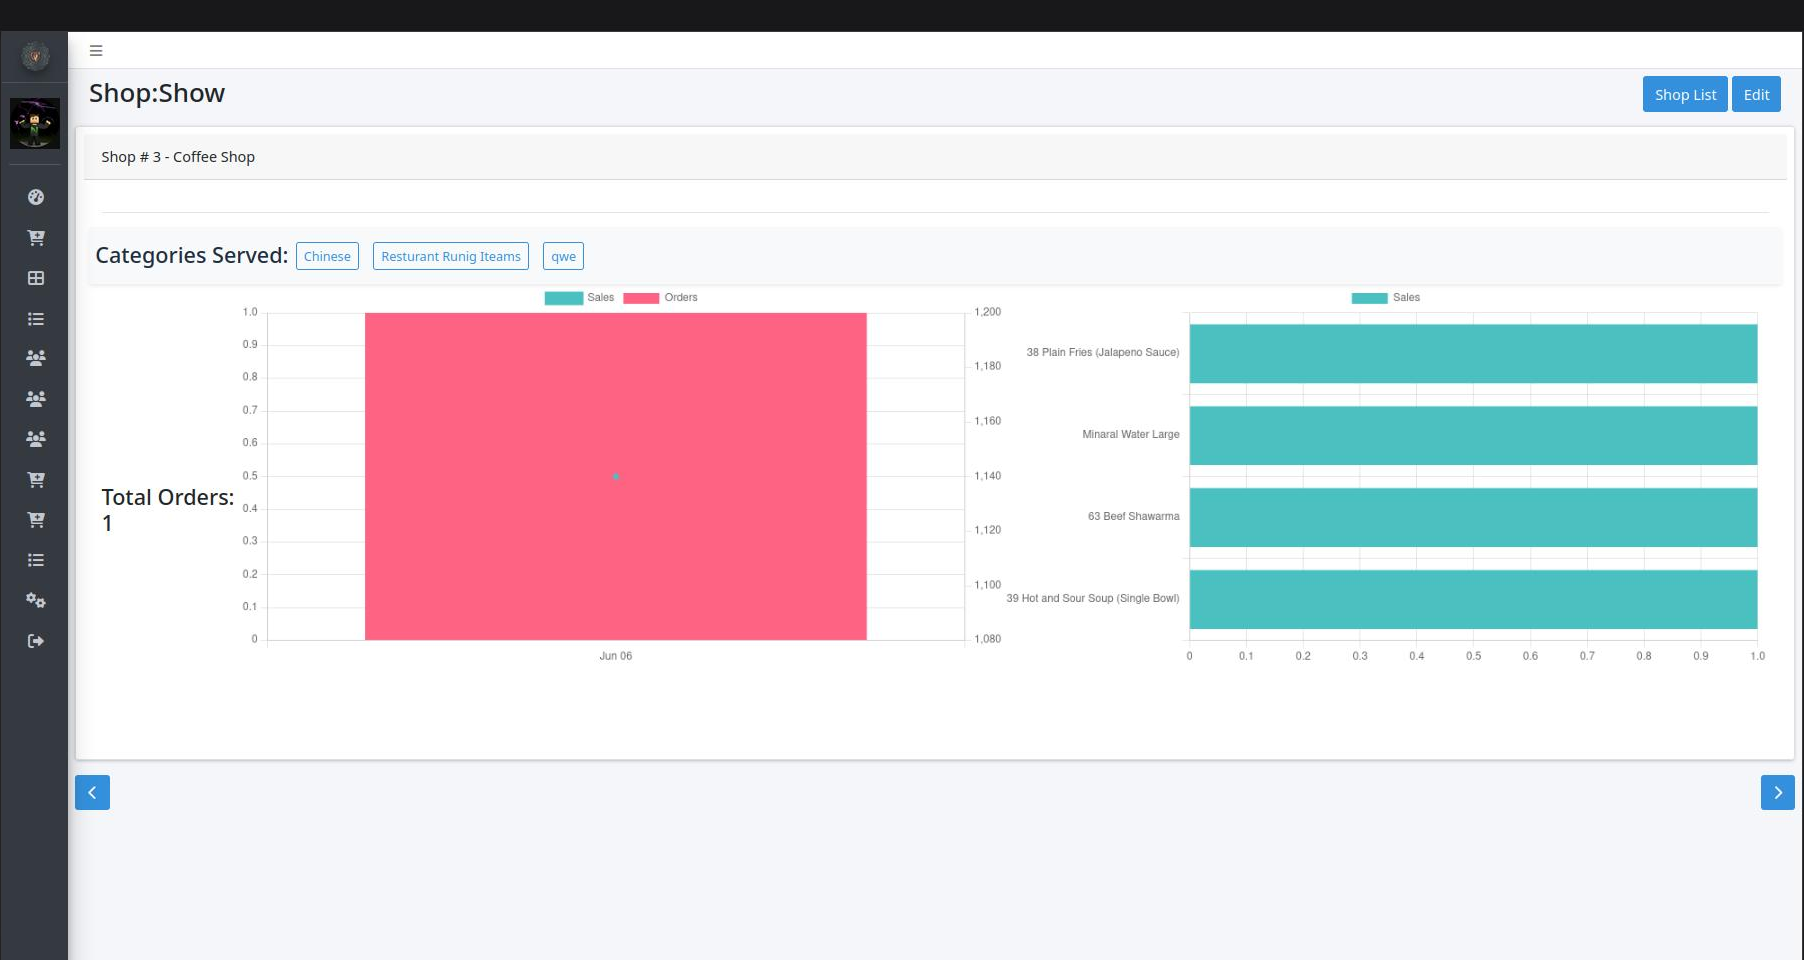 Shop:Show
Shop List
Edit
Shop # 3 - Coffee Shop
Categories Served:
Chinese
Resturant Runig Iteams
qwe
Total Orders:
1
Sales
Orders
1.0
0.9
0.8
0.7
0.6
0.5
0.4
0.3
0.2
0.1
0
1,200
1,180
1,160
1,140
1,120
1,100
1,080
Jun 06
Sales
38 Plain Fries (Jalapeno Sauce)
Minaral Water Large
63 Beef Shawarma
39 Hot and Sour Soup (Single Bowl)
0
0.1
0.2
0.3
0.4
0.5
0.6
0.7
0.8
0.9
1.0